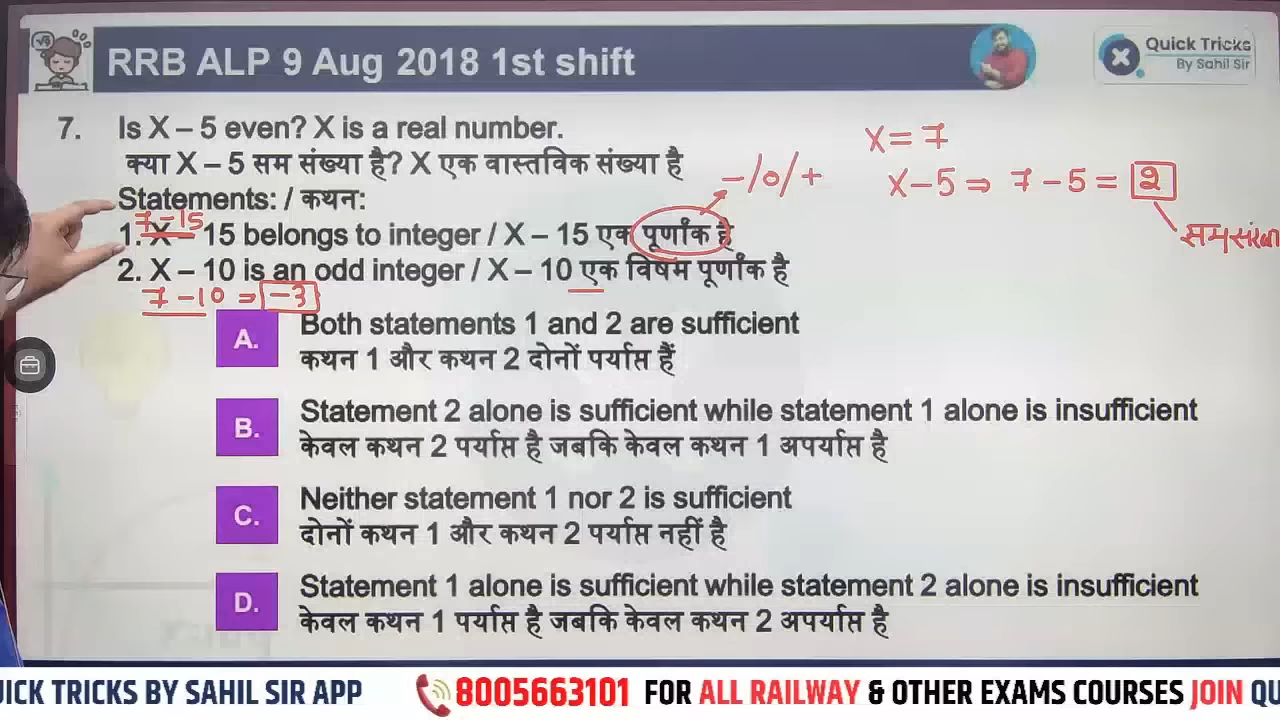 RRB ALP 9 Aug 2018 1st shift
Quick Tricks
By Sahil Sir
7. Is X – 5 even? X is a real number.
क्या X – 5 सम संख्या है? X एक वास्तविक संख्या है
X = 7
X – 5 ⇒ 7 – 5 = 2
सम संख्या
– / 0 / +
Statements: / कथन:
7 – 15
1. X – 15 belongs to integer / X – 15 एक पूर्णांक है
2. X – 10 is an odd integer / X – 10 एक विषम पूर्णांक है
7 – 10 = –3
A. Both statements 1 and 2 are sufficient
कथन 1 और कथन 2 दोनों पर्याप्त हैं
B. Statement 2 alone is sufficient while statement 1 alone is insufficient
केवल कथन 2 पर्याप्त है जबकि केवल कथन 1 अपर्याप्त है
C. Neither statement 1 nor 2 is sufficient
दोनों कथन 1 और कथन 2 पर्याप्त नहीं है
D. Statement 1 alone is sufficient while statement 2 alone is insufficient
केवल कथन 1 पर्याप्त है जबकि केवल कथन 2 अपर्याप्त है
UICK TRICKS BY SAHIL SIR APP 8005663101 FOR ALL RAILWAY & OTHER EXAMS COURSES JOIN QU